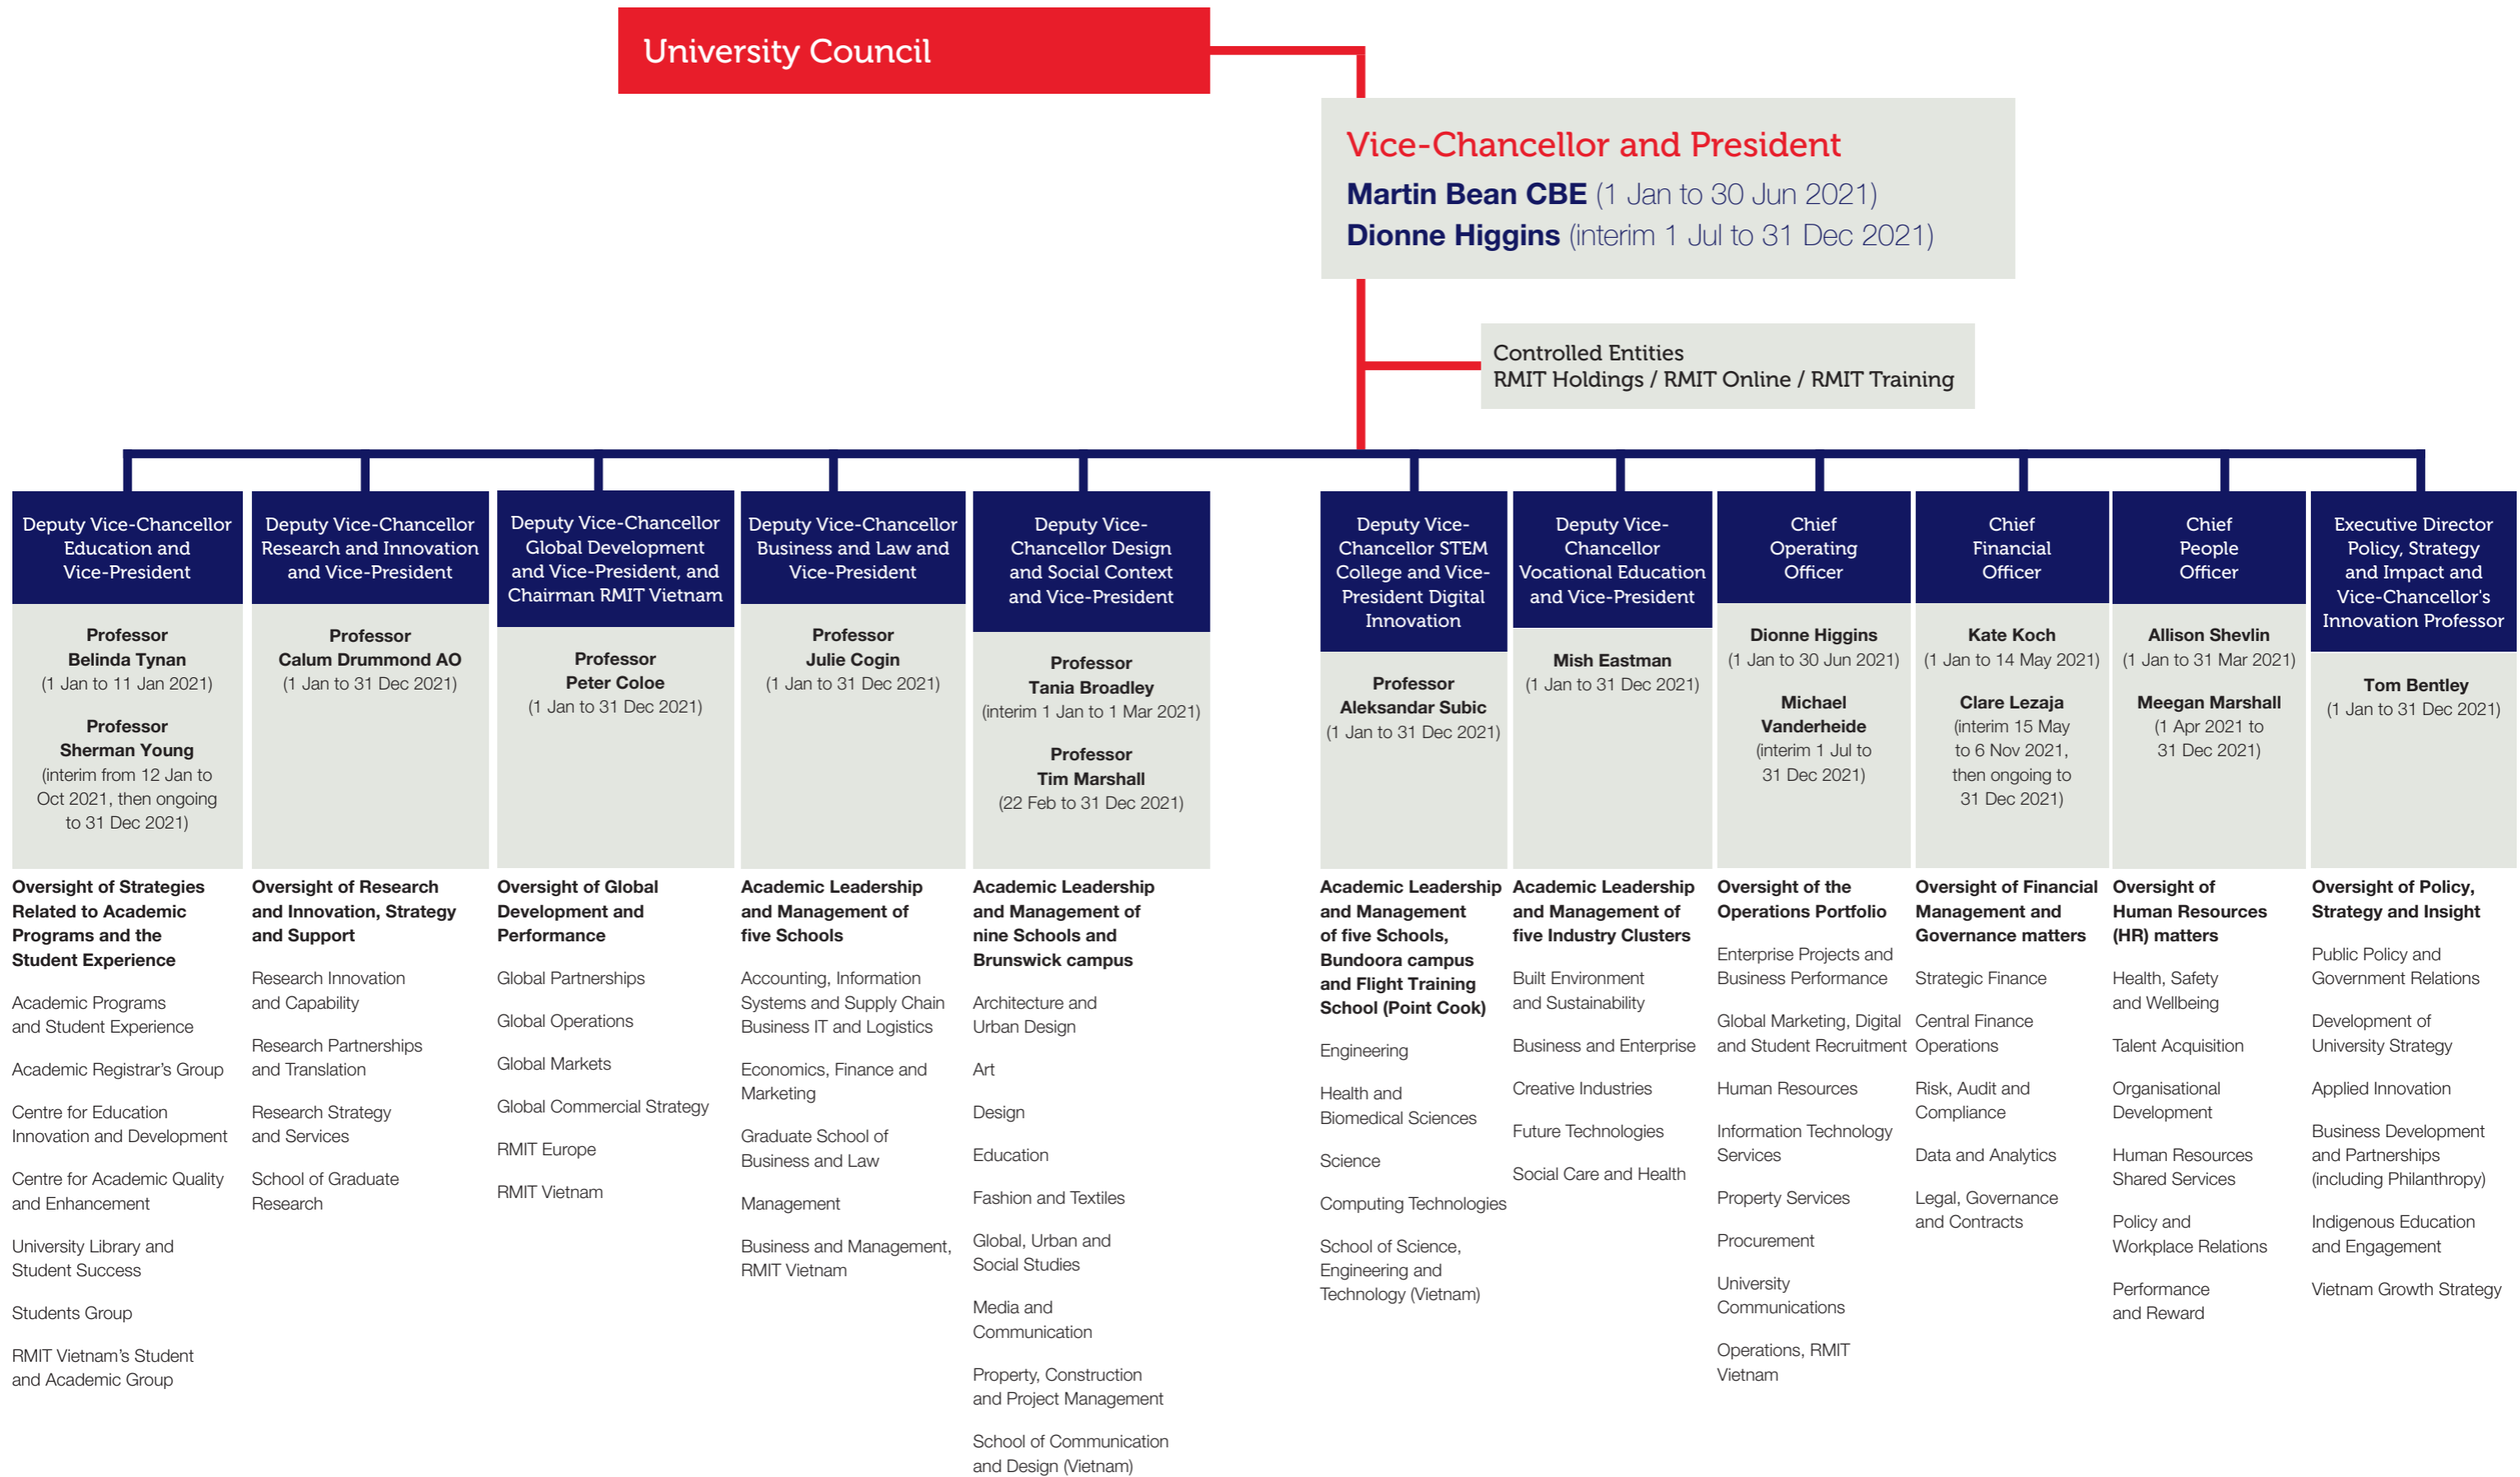 University Council
Vice-Chancellor and President
Martin Bean CBE (1 Jan to 30 Jun 2021)
Dionne Higgins (interim 1 Jul to 31 Dec 2021)
Controlled Entities
RMIT Holdings / RMIT Online / RMIT Training
Deputy Vice-Chancellor
Education and
Vice-President
Professor
Belinda Tynan
(1 Jan to 11 Jan 2021)
Professor
Sherman Young
(interim from 12 Jan to
Oct 2021, then ongoing
to 31 Dec 2021)
Oversight of Strategies
Related to Academic
Programs and the
Student Experience
Academic Programs
and Student Experience
Academic Registrar’s Group
Centre for Education
Innovation and Development
Centre for Academic Quality
and Enhancement
University Library and
Student Success
Students Group
RMIT Vietnam’s Student
and Academic Group
Deputy Vice-Chancellor
Research and Innovation
and Vice-President
Professor
Calum Drummond AO
(1 Jan to 31 Dec 2021)
Oversight of Research
and Innovation, Strategy
and Support
Research Innovation
and Capability
Research Partnerships
and Translation
Research Strategy
and Services
School of Graduate
Research
Deputy Vice-Chancellor
Global Development
and Vice-President, and
Chairman RMIT Vietnam
Professor
Peter Coloe
(1 Jan to 31 Dec 2021)
Oversight of Global
Development and
Performance
Global Partnerships
Global Operations
Global Markets
Global Commercial Strategy
RMIT Europe
RMIT Vietnam
Deputy Vice-Chancellor
Business and Law and
Vice-President
Professor
Julie Cogin
(1 Jan to 31 Dec 2021)
Academic Leadership
and Management of
five Schools
Accounting, Information
Systems and Supply Chain
Business IT and Logistics
Economics, Finance and
Marketing
Graduate School of
Business and Law
Management
Business and Management,
RMIT Vietnam
Deputy Vice-
Chancellor Design
and Social Context
and Vice-President
Professor
Tania Broadley
(interim 1 Jan to 1 Mar 2021)
Professor
Tim Marshall
(22 Feb to 31 Dec 2021)
Academic Leadership
and Management of
nine Schools and
Brunswick campus
Architecture and
Urban Design
Art
Design
Education
Fashion and Textiles
Global, Urban and
Social Studies
Media and
Communication
Property, Construction
and Project Management
School of Communication
and Design (Vietnam)
Deputy Vice-
Chancellor STEM
College and Vice-
President Digital
Innovation
Professor
Aleksandar Subic
(1 Jan to 31 Dec 2021)
Academic Leadership
and Management
of five Schools,
Bundoora campus
and Flight Training
School (Point Cook)
Engineering
Health and
Biomedical Sciences
Science
Computing Technologies
School of Science,
Engineering and
Technology (Vietnam)
Deputy Vice-
Chancellor
Vocational Education
and Vice-President
Mish Eastman
(1 Jan to 31 Dec 2021)
Academic Leadership
and Management of
five Industry Clusters
Built Environment
and Sustainability
Business and Enterprise
Creative Industries
Future Technologies
Social Care and Health
Chief
Operating
Officer
Dionne Higgins
(1 Jan to 30 Jun 2021)
Michael
Vanderheide
(interim 1 Jul to
31 Dec 2021)
Oversight of the
Operations Portfolio
Enterprise Projects and
Business Performance
Global Marketing, Digital
and Student Recruitment
Human Resources
Information Technology
Services
Property Services
Procurement
University
Communications
Operations, RMIT
Vietnam
Chief
Financial
Officer
Kate Koch
(1 Jan to 14 May 2021)
Clare Lezaja
(interim 15 May
to 6 Nov 2021,
then ongoing to
31 Dec 2021)
Oversight of Financial
Management and
Governance matters
Strategic Finance
Central Finance
Operations
Risk, Audit and
Compliance
Data and Analytics
Legal, Governance
and Contracts
Chief
People
Officer
Allison Shevlin
(1 Jan to 31 Mar 2021)
Meegan Marshall
(1 Apr 2021 to
31 Dec 2021)
Oversight of
Human Resources
(HR) matters
Health, Safety
and Wellbeing
Talent Acquisition
Organisational
Development
Human Resources
Shared Services
Policy and
Workplace Relations
Performance
and Reward
Executive Director
Policy, Strategy
and Impact and
Vice-Chancellor's
Innovation Professor
Tom Bentley
(1 Jan to 31 Dec 2021)
Oversight of Policy,
Strategy and Insight
Public Policy and
Government Relations
Development of
University Strategy
Applied Innovation
Business Development
and Partnerships
(including Philanthropy)
Indigenous Education
and Engagement
Vietnam Growth Strategy